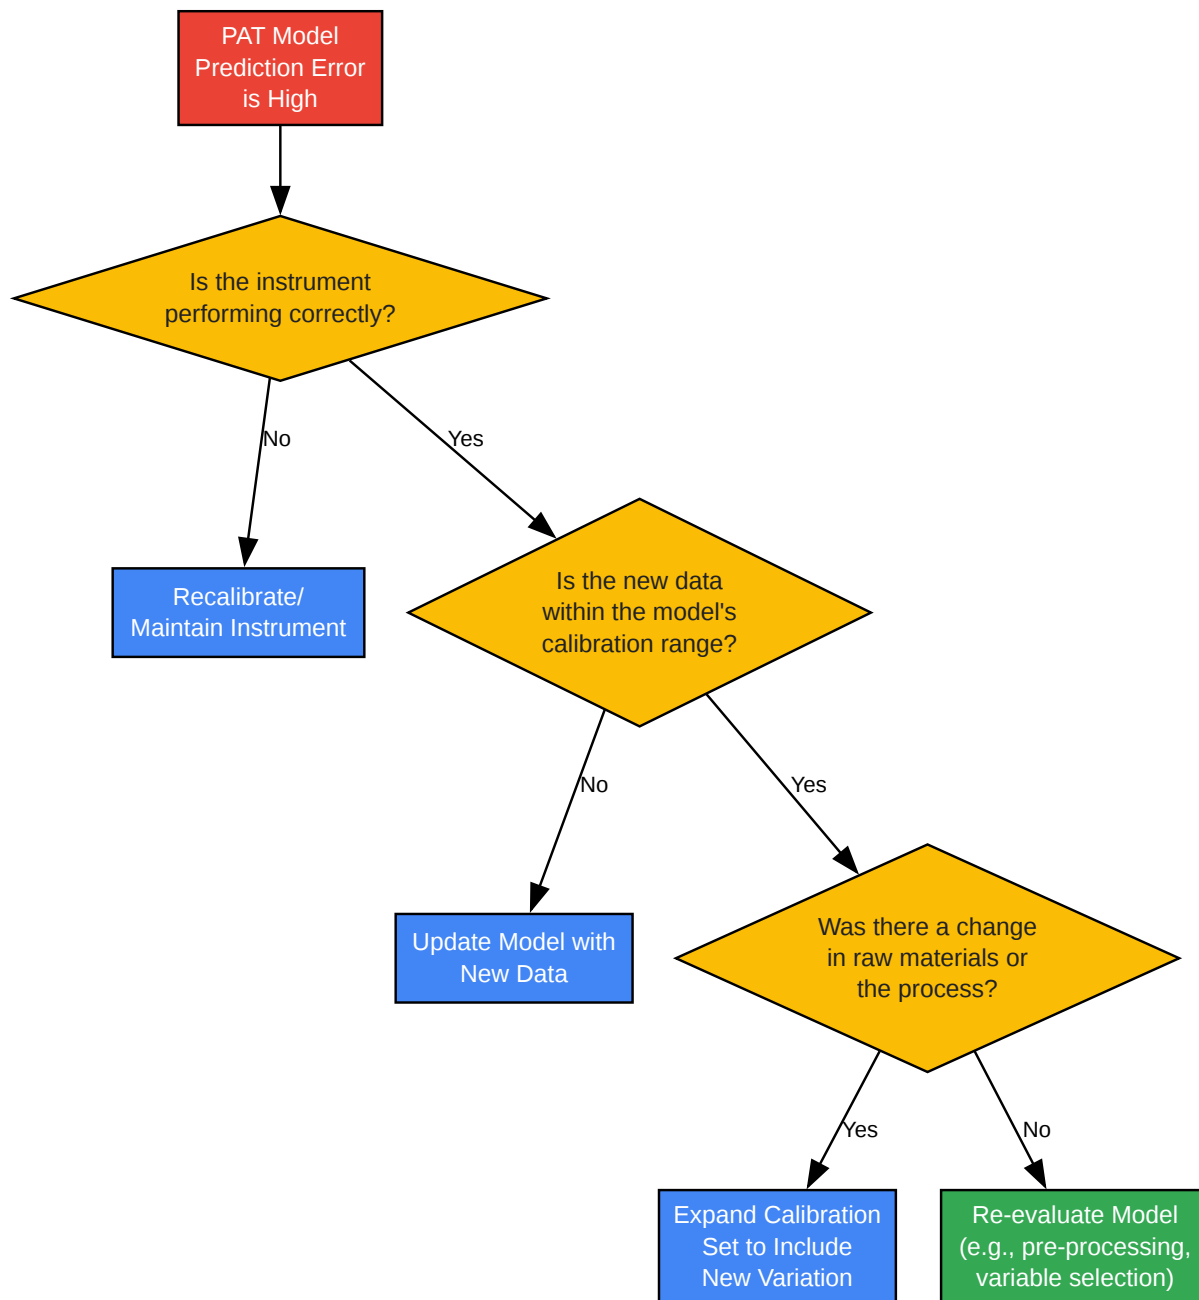 PAT Model
Prediction Error
is High
Is the instrument
performing correctly?
No
Yes
Is the new data
within the model's
calibration range?
Recalibrate/
Maintain Instrument
No
Yes
Was there a change
in raw materials or
the process?
Update Model with
New Data
Yes
No
Expand Calibration
Set to Include
New Variation
Re-evaluate Model
(e.g., pre-processing,
variable selection)